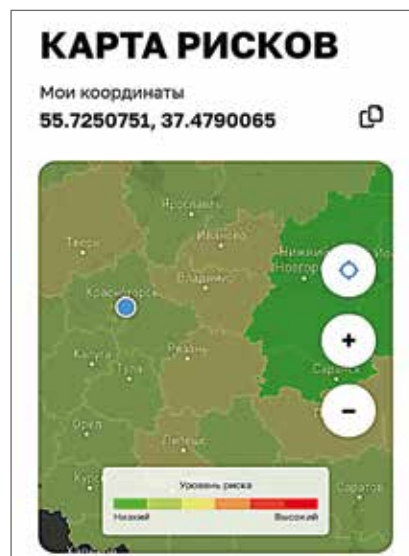 КАРТА РИСКОВ
Мои координаты
55.7250751, 37.4790065
Ярославль
Тверь
Иваново
Нижний
Новгор
Владимир
Красногорск
Калуга
Рязань
Тула
Саранск
Орёл
Липецк
Курск
Саратов
Уровень риска
Низкий
Высокий